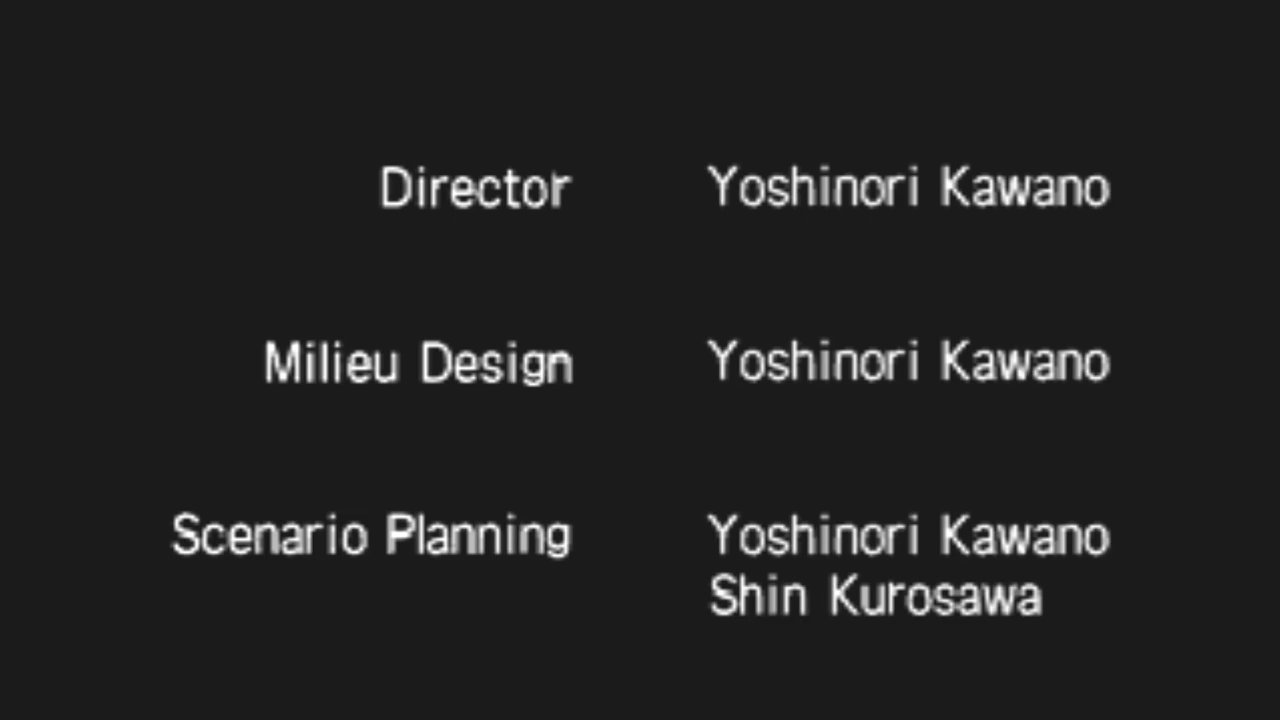 Director Yoshinori Kawano
Milieu Design Yoshinori Kawano
Scenario Planning Yoshinori Kawano
Shin Kurosawa